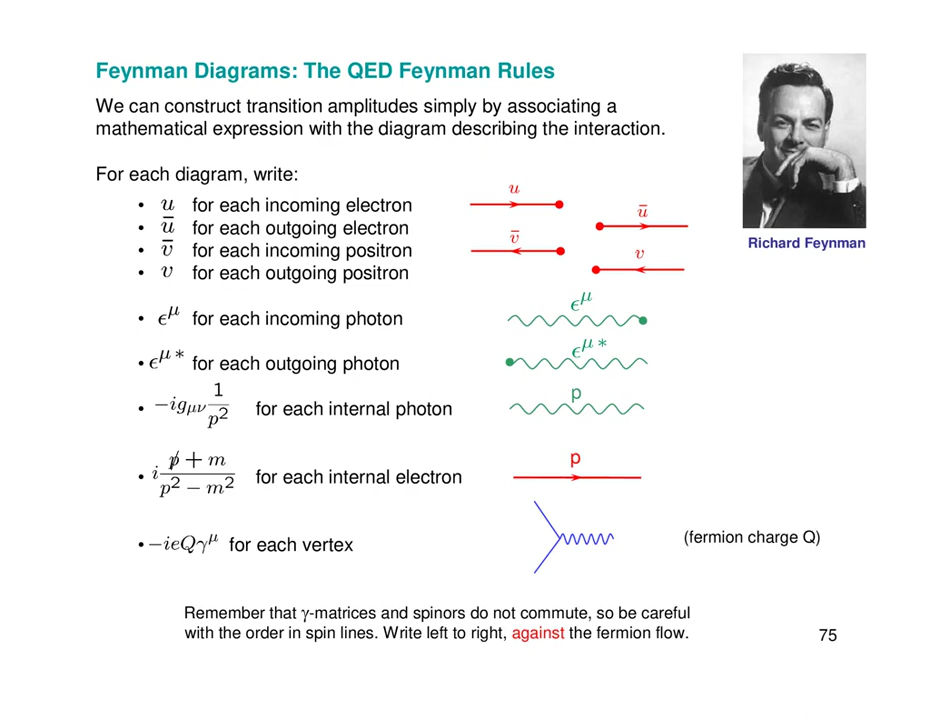 Feynman Diagrams: The QED Feynman Rules
We can construct transition amplitudes simply by associating a
mathematical expression with the diagram describing the interaction.
Richard Feynman
For each diagram, write:
• u for each incoming electron
• ū for each outgoing electron
• v̄ for each incoming positron
• v for each outgoing positron
u
ū
v̄
v
• ϵ^μ for each incoming photon
ϵ^μ
• ϵ^μ* for each outgoing photon
ϵ^μ*
• −ig_μν 1/p² for each internal photon
p
• i (p̸ + m)/(p² − m²) for each internal electron
p
• −ieQγ^μ for each vertex
(fermion charge Q)
Remember that γ-matrices and spinors do not commute, so be careful
with the order in spin lines. Write left to right, against the fermion flow.
75